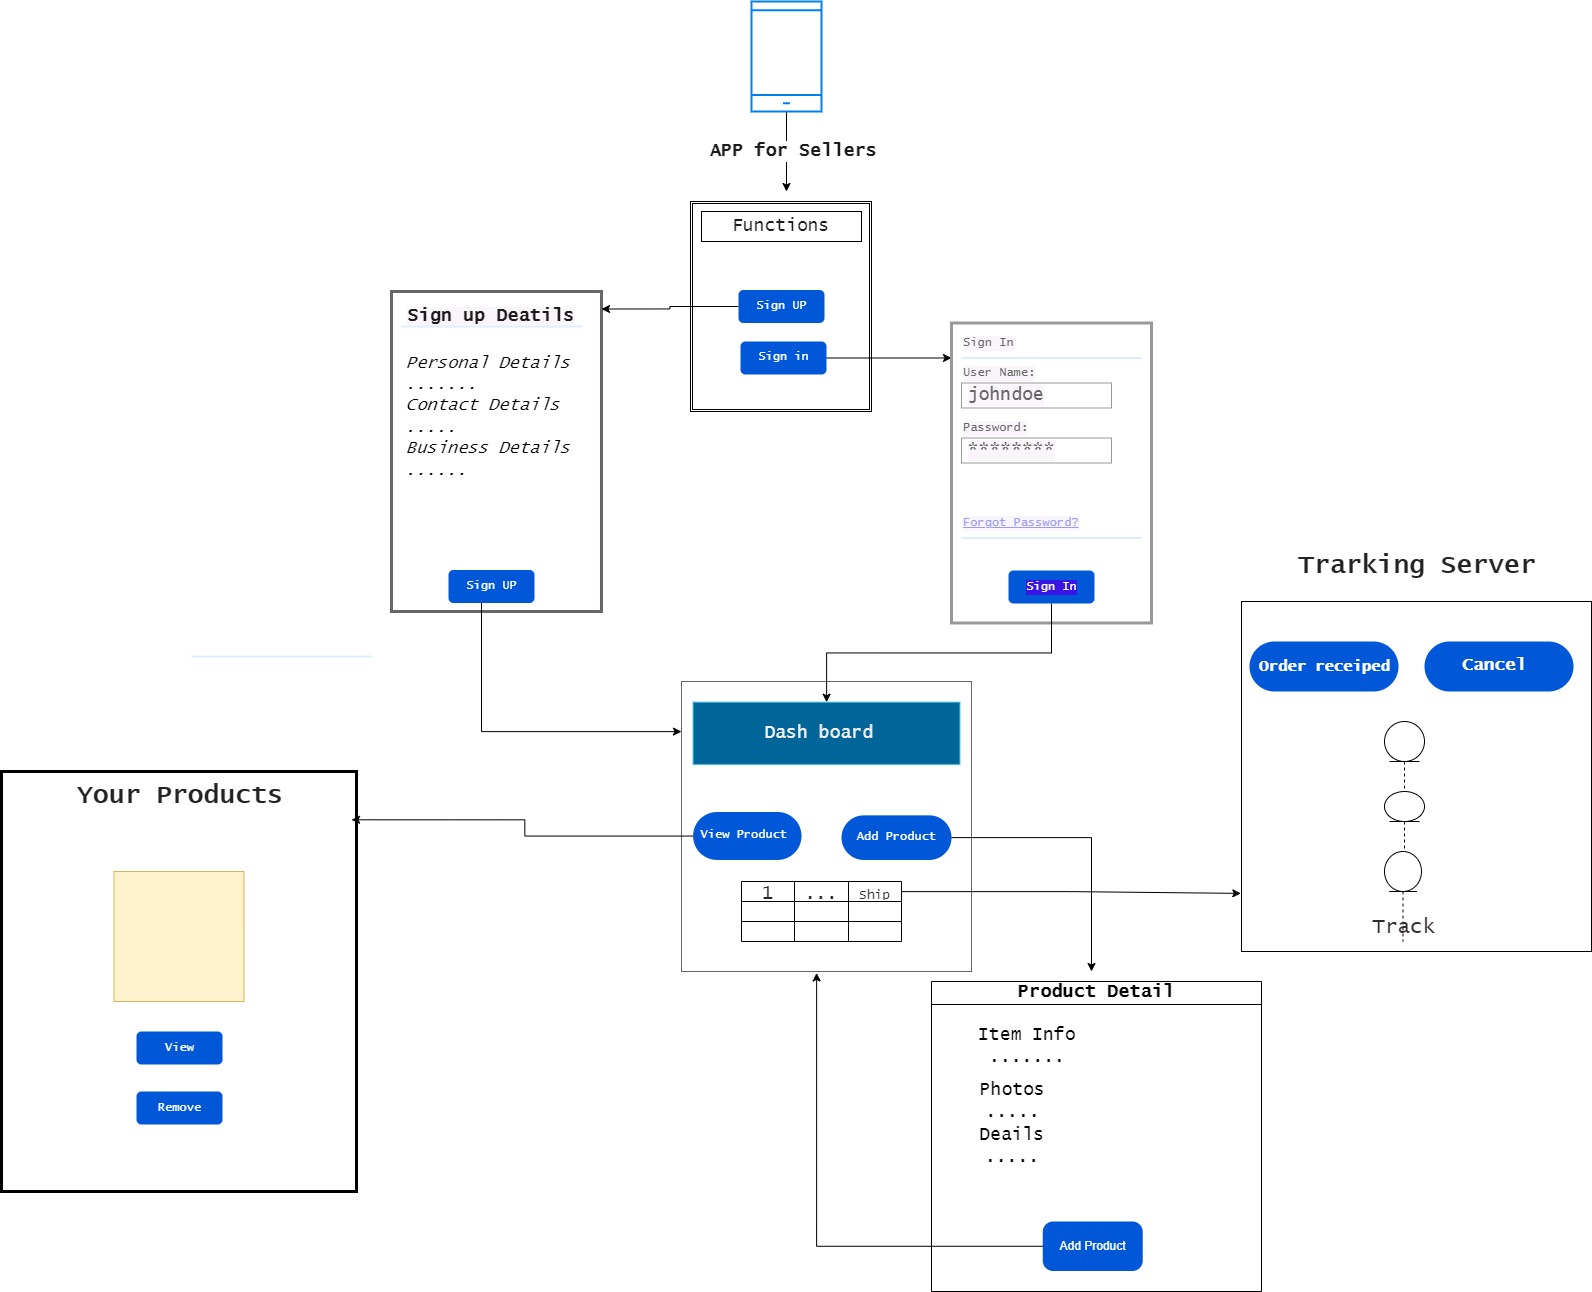 APP for Sellers
Functions
Sign UP
Sign in
Sign up Deatils
Personal Details
.......
Contact Details
.....
Business Details
......
Sign UP
Sign In
User Name:
johndoe
Password:
********
Forgot Password?
Sign In
Trarking Server
Order receiped
Cancel
Track
Dash board
View Product
Add Product
1 ... Ship
Your Products
View
Remove
Product Detail
Item Info
.......
Photos
.....
Deails
.....
Add Product